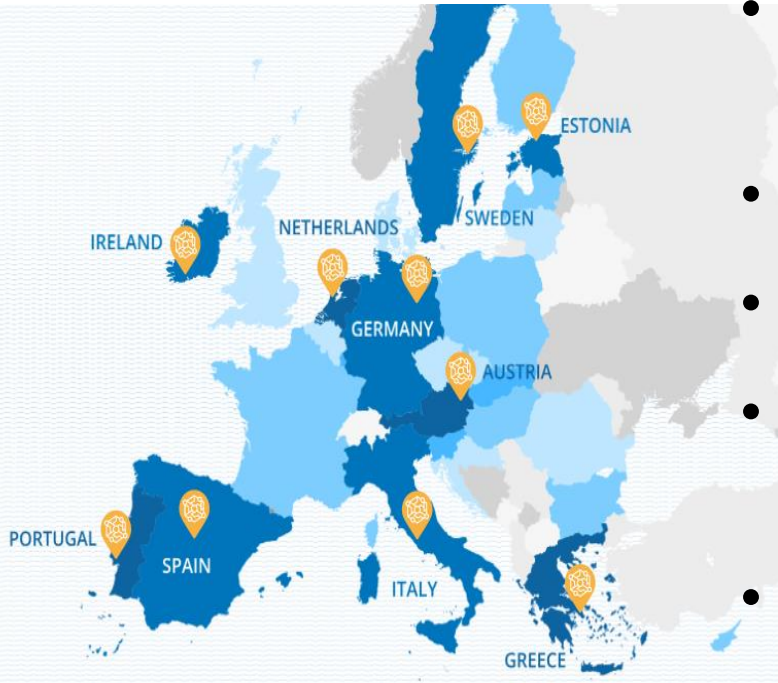 ESTONIA
SWEDEN
NETHERLANDS
IRELAND
GERMANY
AUSTRIA
PORTUGAL
SPAIN
ITALY
GREECE